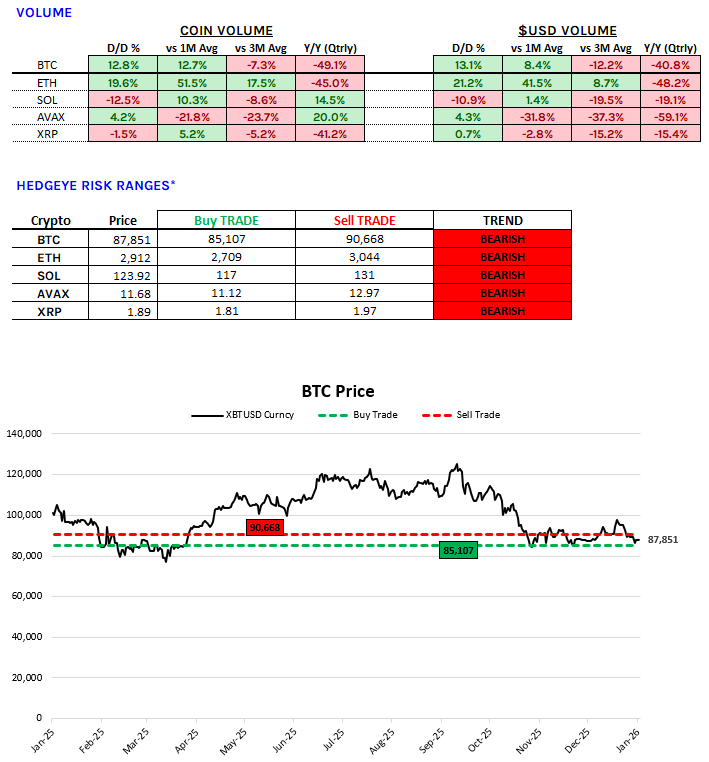 VOLUME
COIN VOLUME $USD VOLUME
D/D % vs 1M Avg vs 3M Avg Y/Y (Qtrly) D/D % vs 1M Avg vs 3M Avg Y/Y (Qtrly)
BTC 12.8% 12.7% -7.3% -49.1% 13.1% 8.4% -12.2% -40.8%
ETH 19.6% 51.5% 17.5% -45.0% 21.2% 41.5% 8.7% -48.2%
SOL -12.5% 10.3% -8.6% 14.5% -10.9% 1.4% -19.5% -19.1%
AVAX 4.2% -21.8% -23.7% 20.0% 4.3% -31.8% -37.3% -59.1%
XRP -1.5% 5.2% -5.2% -41.2% 0.7% -2.8% -15.2% -15.4%
HEDGEYE RISK RANGES*
Crypto Price Buy TRADE Sell TRADE TREND
BTC 87,851 85,107 90,668 BEARISH
ETH 2,912 2,709 3,044 BEARISH
SOL 123.92 117 131 BEARISH
AVAX 11.68 11.12 12.97 BEARISH
XRP 1.89 1.81 1.97 BEARISH
BTC Price
XBTUSD Curncy Buy Trade Sell Trade
140,000
120,000
100,000
90,668
85,107
87,851
80,000
60,000
40,000
20,000
0
Jan-25 Feb-25 Mar-25 Apr-25 May-25 Jun-25 Jul-25 Aug-25 Sep-25 Oct-25 Nov-25 Dec-25 Jan-26